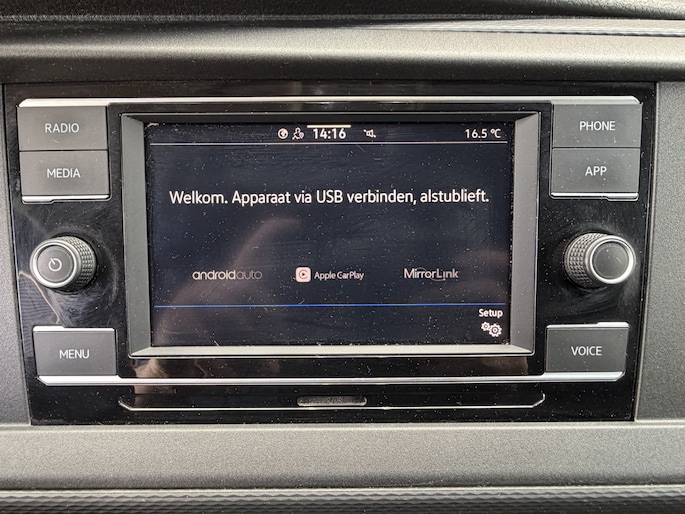 RADIO
MEDIA
MENU
14:16
16.5 °C
Welkom. Apparaat via USB verbinden, alstublieft.
androidauto
Apple CarPlay
MirrorLink
Setup
PHONE
APP
VOICE